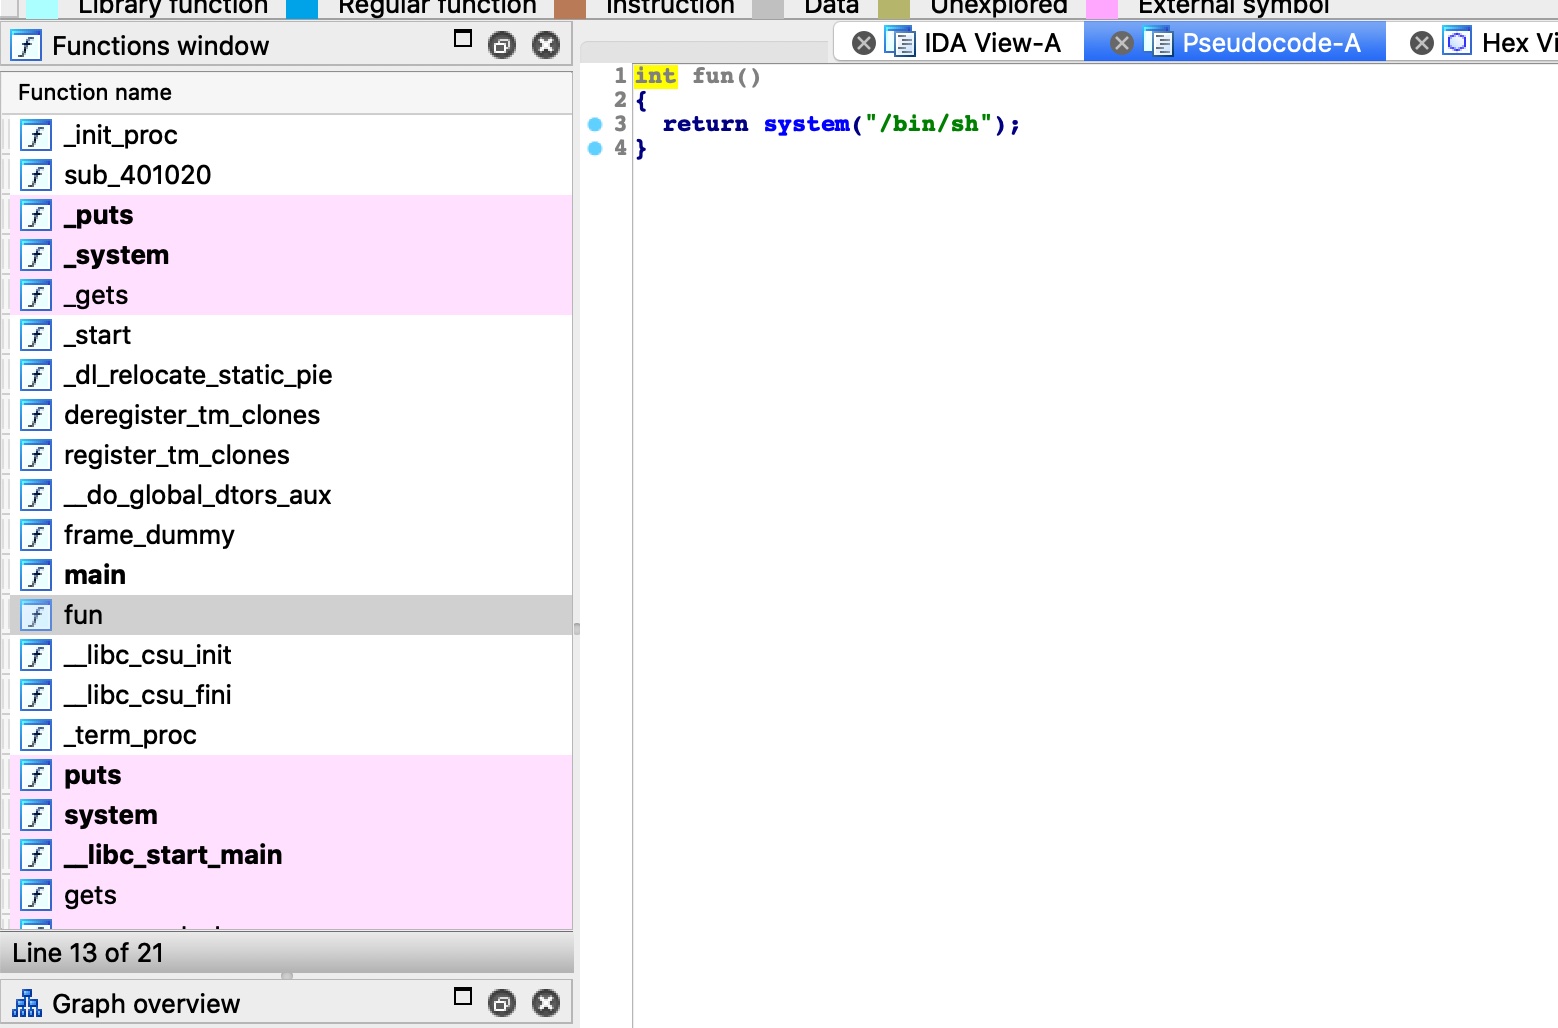 Library function Regular function Instruction Data Unexplored External symbol
Functions window
IDA View-A Pseudocode-A Hex Vi
Function name
_init_proc
sub_401020
_puts
_system
_gets
_start
_dl_relocate_static_pie
deregister_tm_clones
register_tm_clones
__do_global_dtors_aux
frame_dummy
main
fun
__libc_csu_init
__libc_csu_fini
_term_proc
puts
system
__libc_start_main
gets
Line 13 of 21
Graph overview
1 int fun()
2 {
3 return system("/bin/sh");
4 }